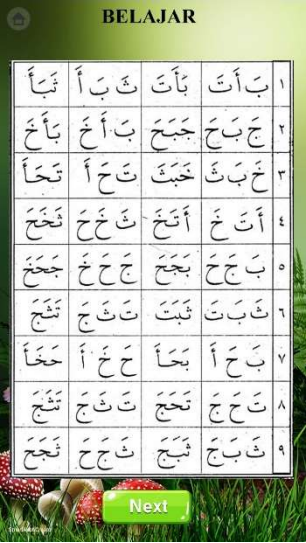 BELAJAR
١ بَ أَ تَ بَأَتَ ثَ بَ أَ ثَبَأَ
٢ جَ بَ حَ جَبَحَ بَ أَ خَ بَأَخَ
٣ خَ بَ ثَ خَبَثَ تَ حَ أَ تَحَأَ
٤ أَ تَ خَ أَتَخَ ثَ خَ حَ ثَخَحَ
٥ بَ جَ حَ بَجَحَ جَ حَ خَ جَحَخَ
٦ ثَ بَ تَ ثَبَتَ تَ ثَ جَ تَثَجَ
٧ بَ حَ أَ بَحَأَ حَ خَ أَ حَخَأَ
٨ تَ حَ جَ تَحَجَ تَ ثَ جَ تَثَجَ
٩ ثَ بَ جَ ثَبَجَ ثَ جَ حَ ثَجَحَ
Next